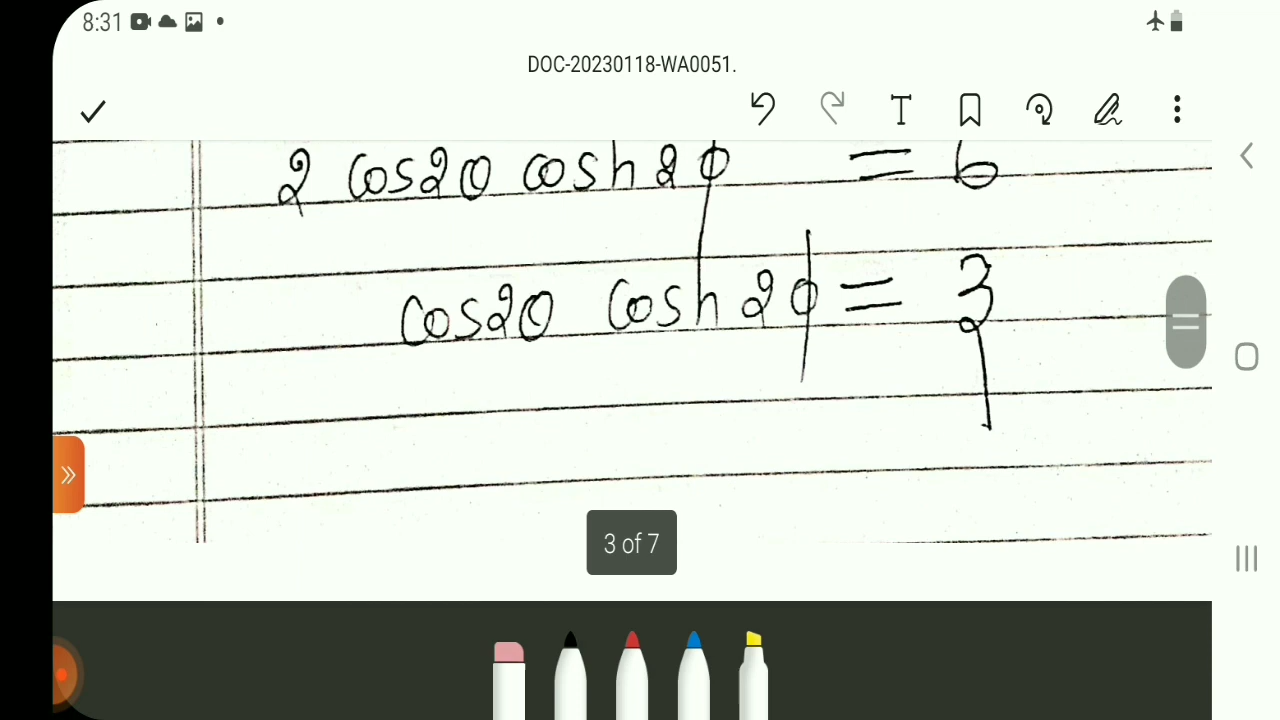 8:31
DOC-20230118-WA0051.
T
2 cos2θ cosh2φ = 6
cos2θ cosh2φ = 3
3 of 7